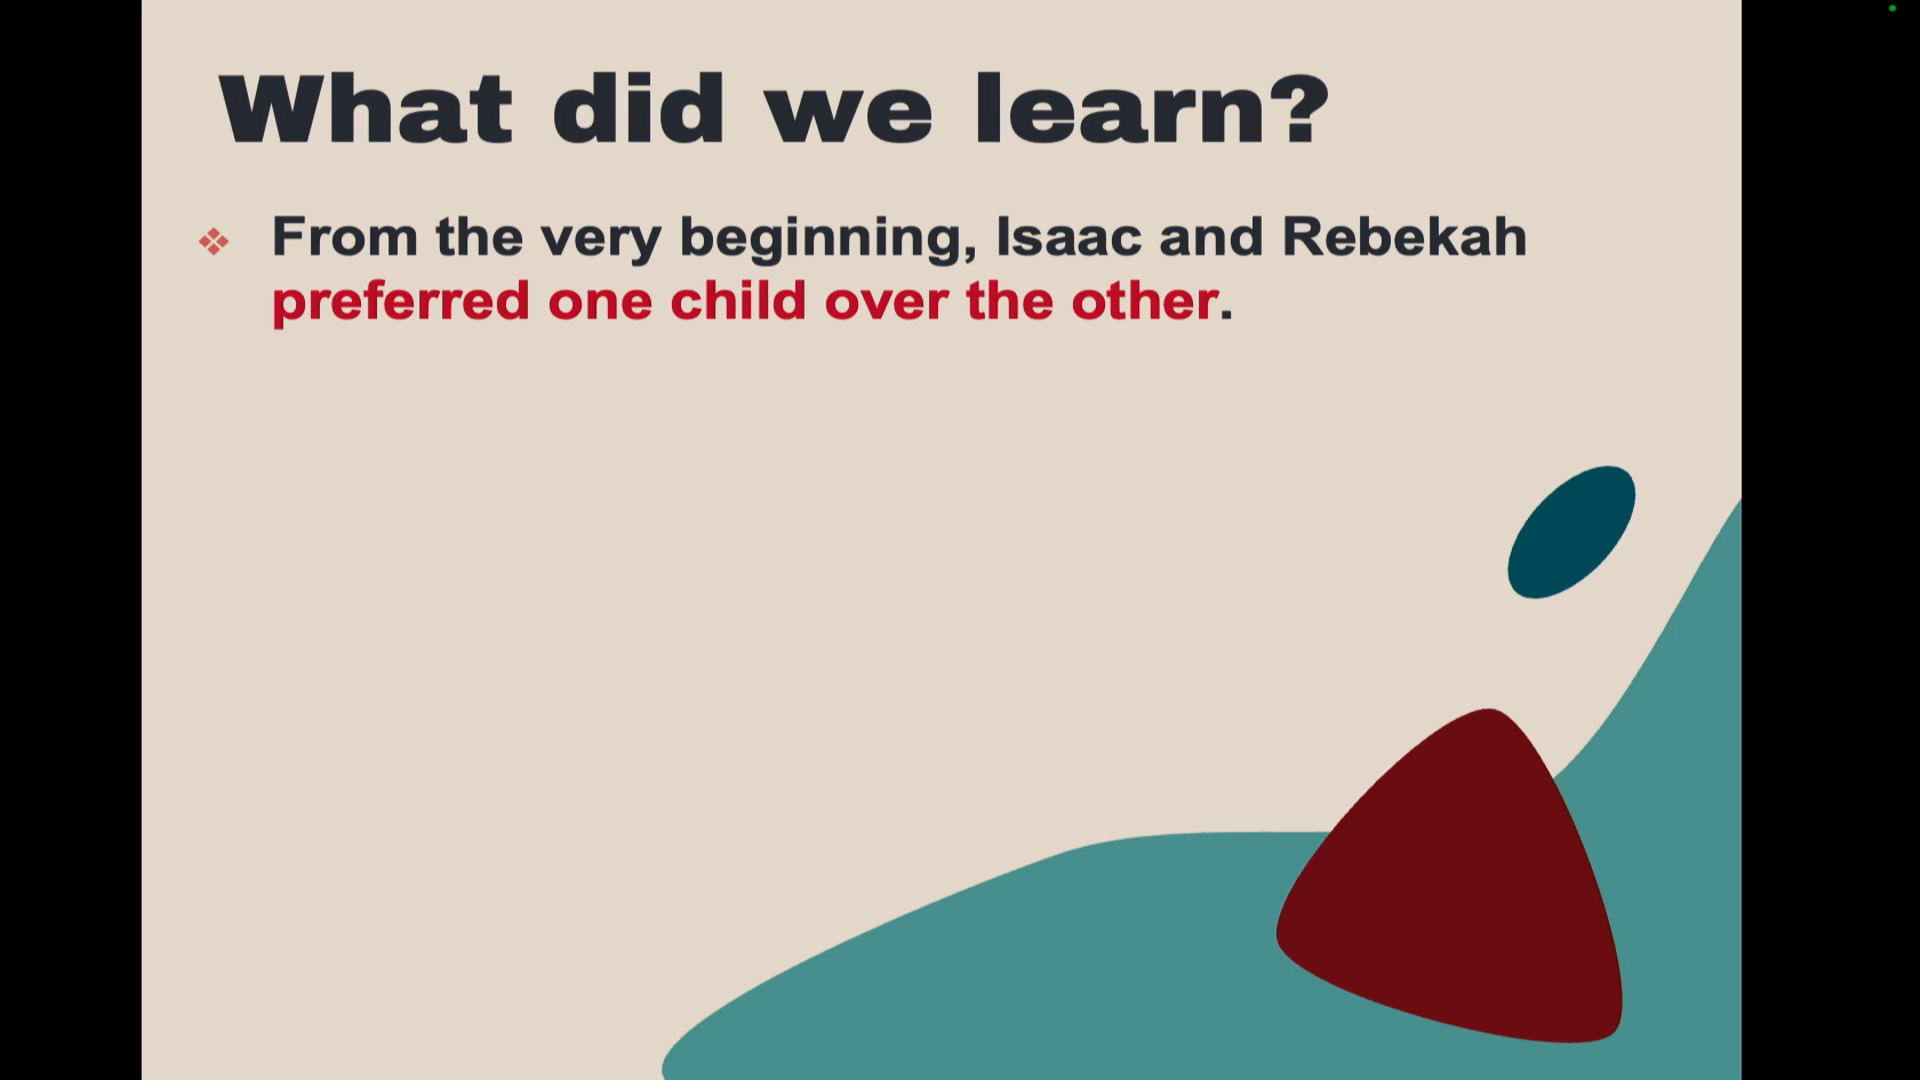 What did we learn?
From the very beginning, Isaac and Rebekah
preferred one child over the other.